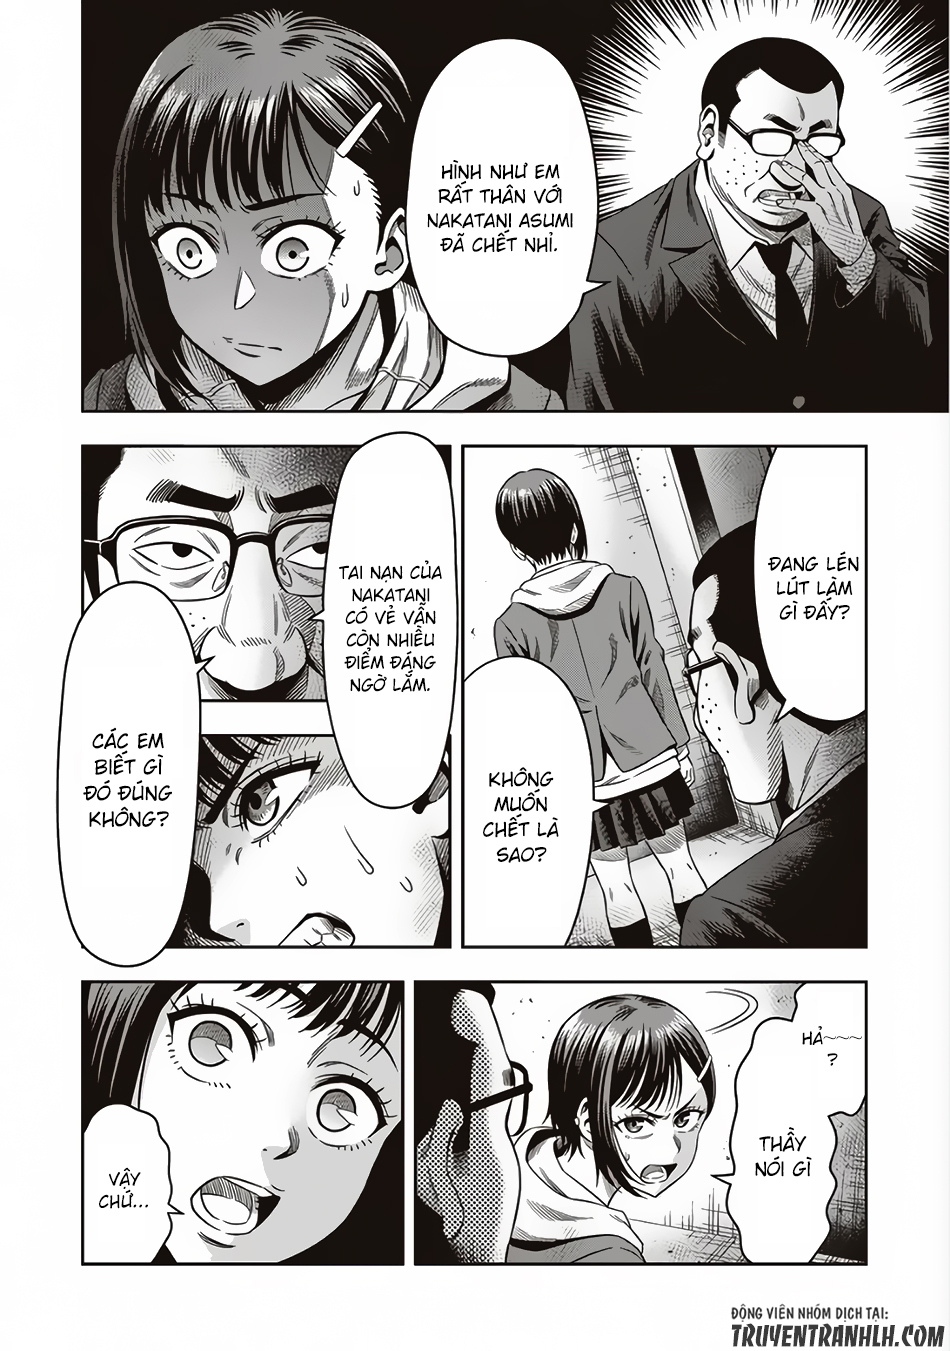 HÌNH NHƯ EM
RẤT THÂN VỚI
NAKATANI ASUMI
ĐÃ CHẾT NHỈ.
ĐANG LÉN
LÚT LÀM
GÌ ĐẤY?
KHÔNG
MUỐN
CHẾT LÀ
SAO?
TAI NẠN CỦA
NAKATANI
CÓ VẺ VẪN
CÒN NHIỀU
ĐIỂM ĐÁNG
NGỜ LẮM.
CÁC EM
BIẾT GÌ
ĐÓ ĐÚNG
KHÔNG?
HẢ~~~
?
THẦY
NÓI GÌ
VẬY
CHỨ...
ĐỘNG VIÊN NHÓM DỊCH TẠI:
TRUYENTRANHLH.COM